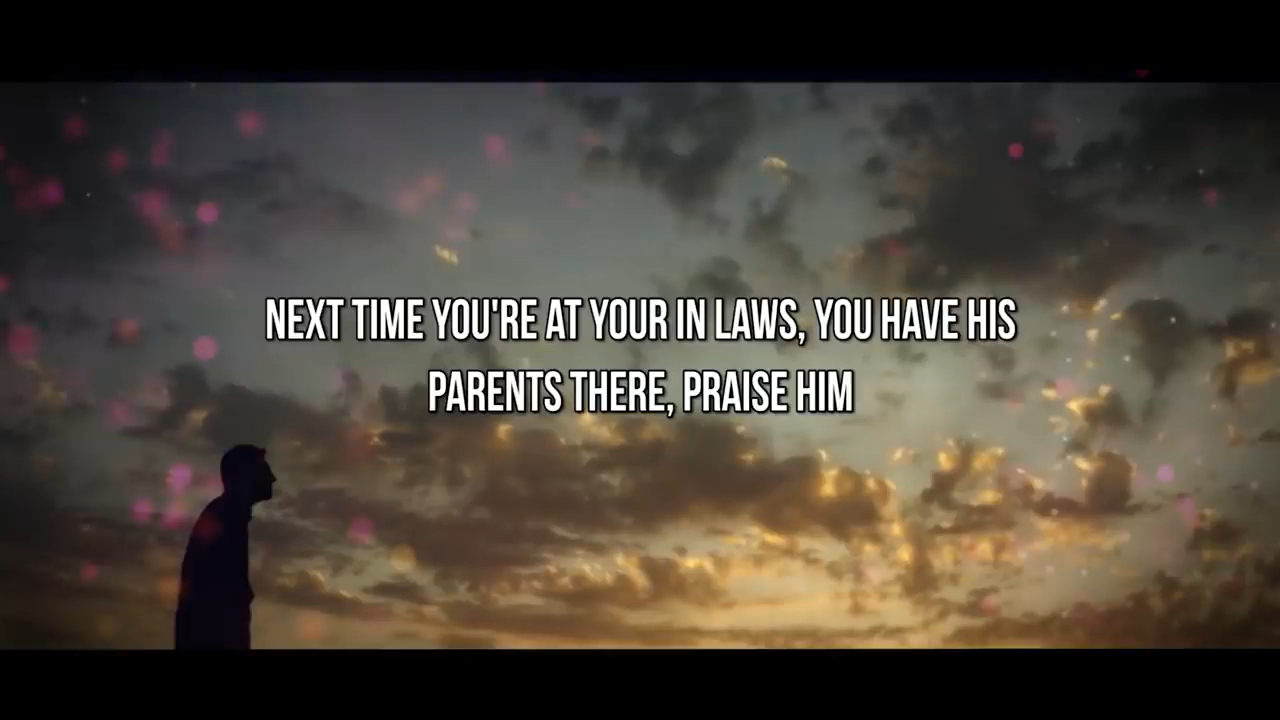 NEXT TIME YOU'RE AT YOUR IN LAWS, YOU HAVE HIS
PARENTS THERE, PRAISE HIM